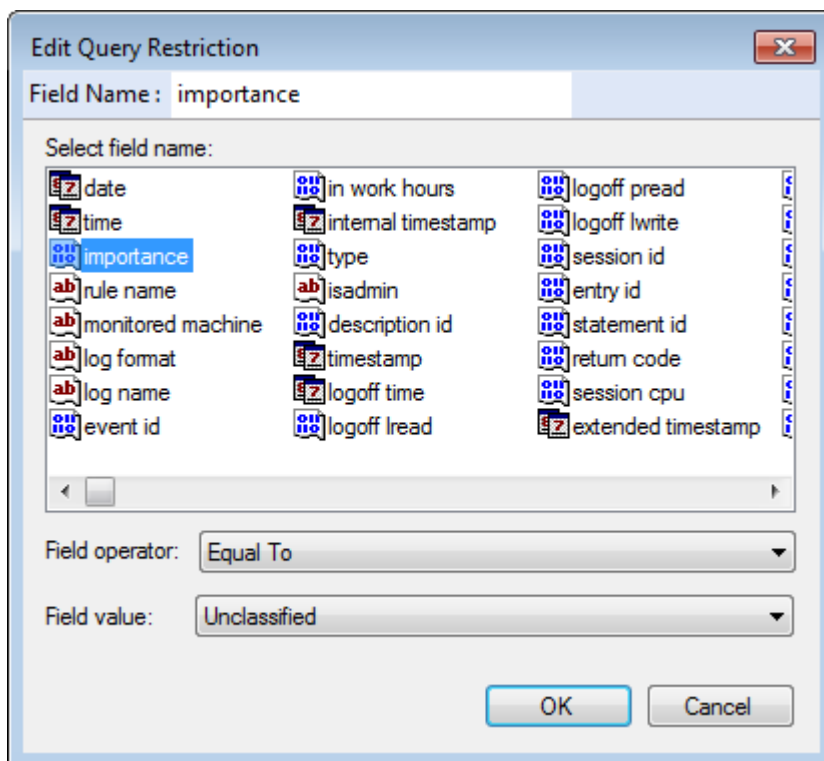 Edit Query Restriction
Field Name: importance
Select field name:
date in work hours logoff pread
time internal timestamp logoff lwrite
importance type session id
rule name isadmin entry id
monitored machine description id statement id
log format timestamp return code
log name logoff time session cpu
event id logoff lread extended timestamp
Field operator: Equal To
Field value: Unclassified
OK Cancel